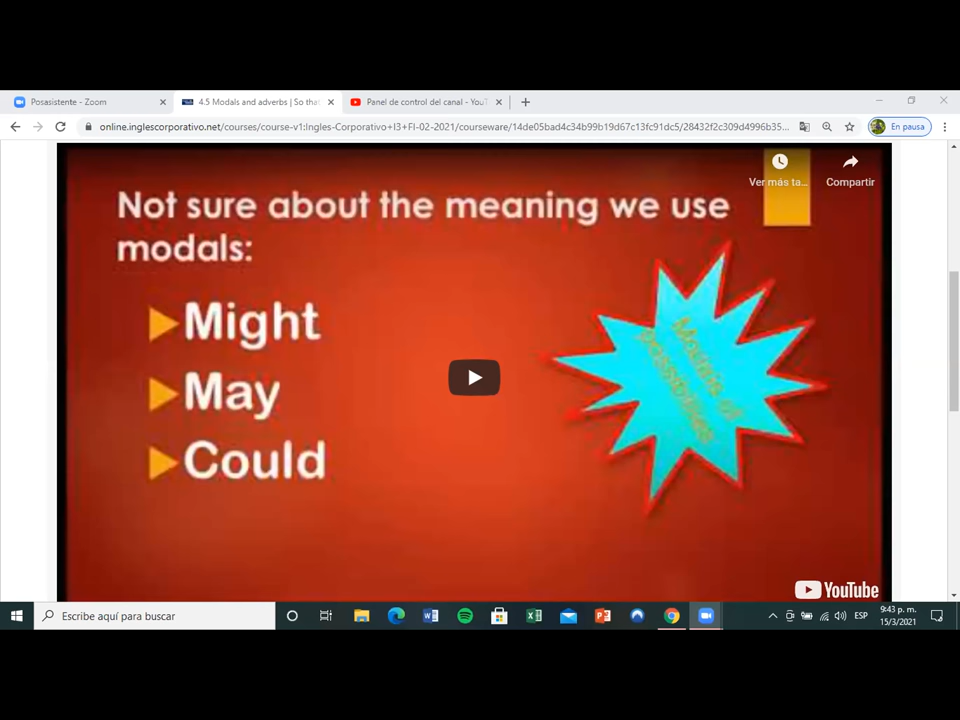 Posasistente - Zoom
4.5 Modals and adverbs | So tha
Panel de control del canal - YouT
online.inglescorporativo.net/courses/course-v1:Ingles-Corporativo+I3+FI-02-2021/courseware/14de05bad4c34b99b19d67c13fc91dc5/28432f2c309d4996b35...
En pausa
Ver más ta...
Compartir
Not sure about the meaning we use
modals:
Might
May
Could
Modals of
YouTube
Escribe aquí para buscar
ESP
9:43 p. m.
15/3/2021